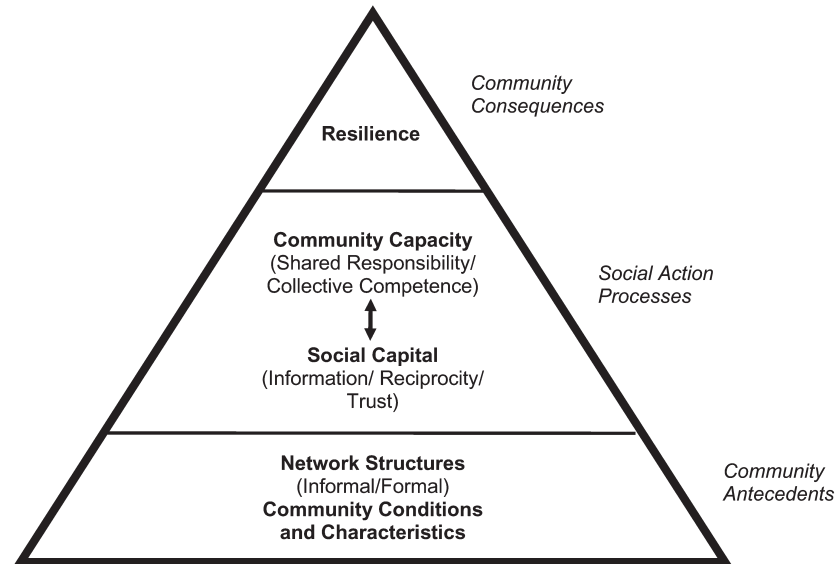 Community
Consequences
Resilience
Community Capacity
(Shared Responsibility/
Collective Competence)
Social Action
Processes
Social Capital
(Information/ Reciprocity/
Trust)
Network Structures
(Informal/Formal)
Community Conditions
and Characteristics
Community
Antecedents